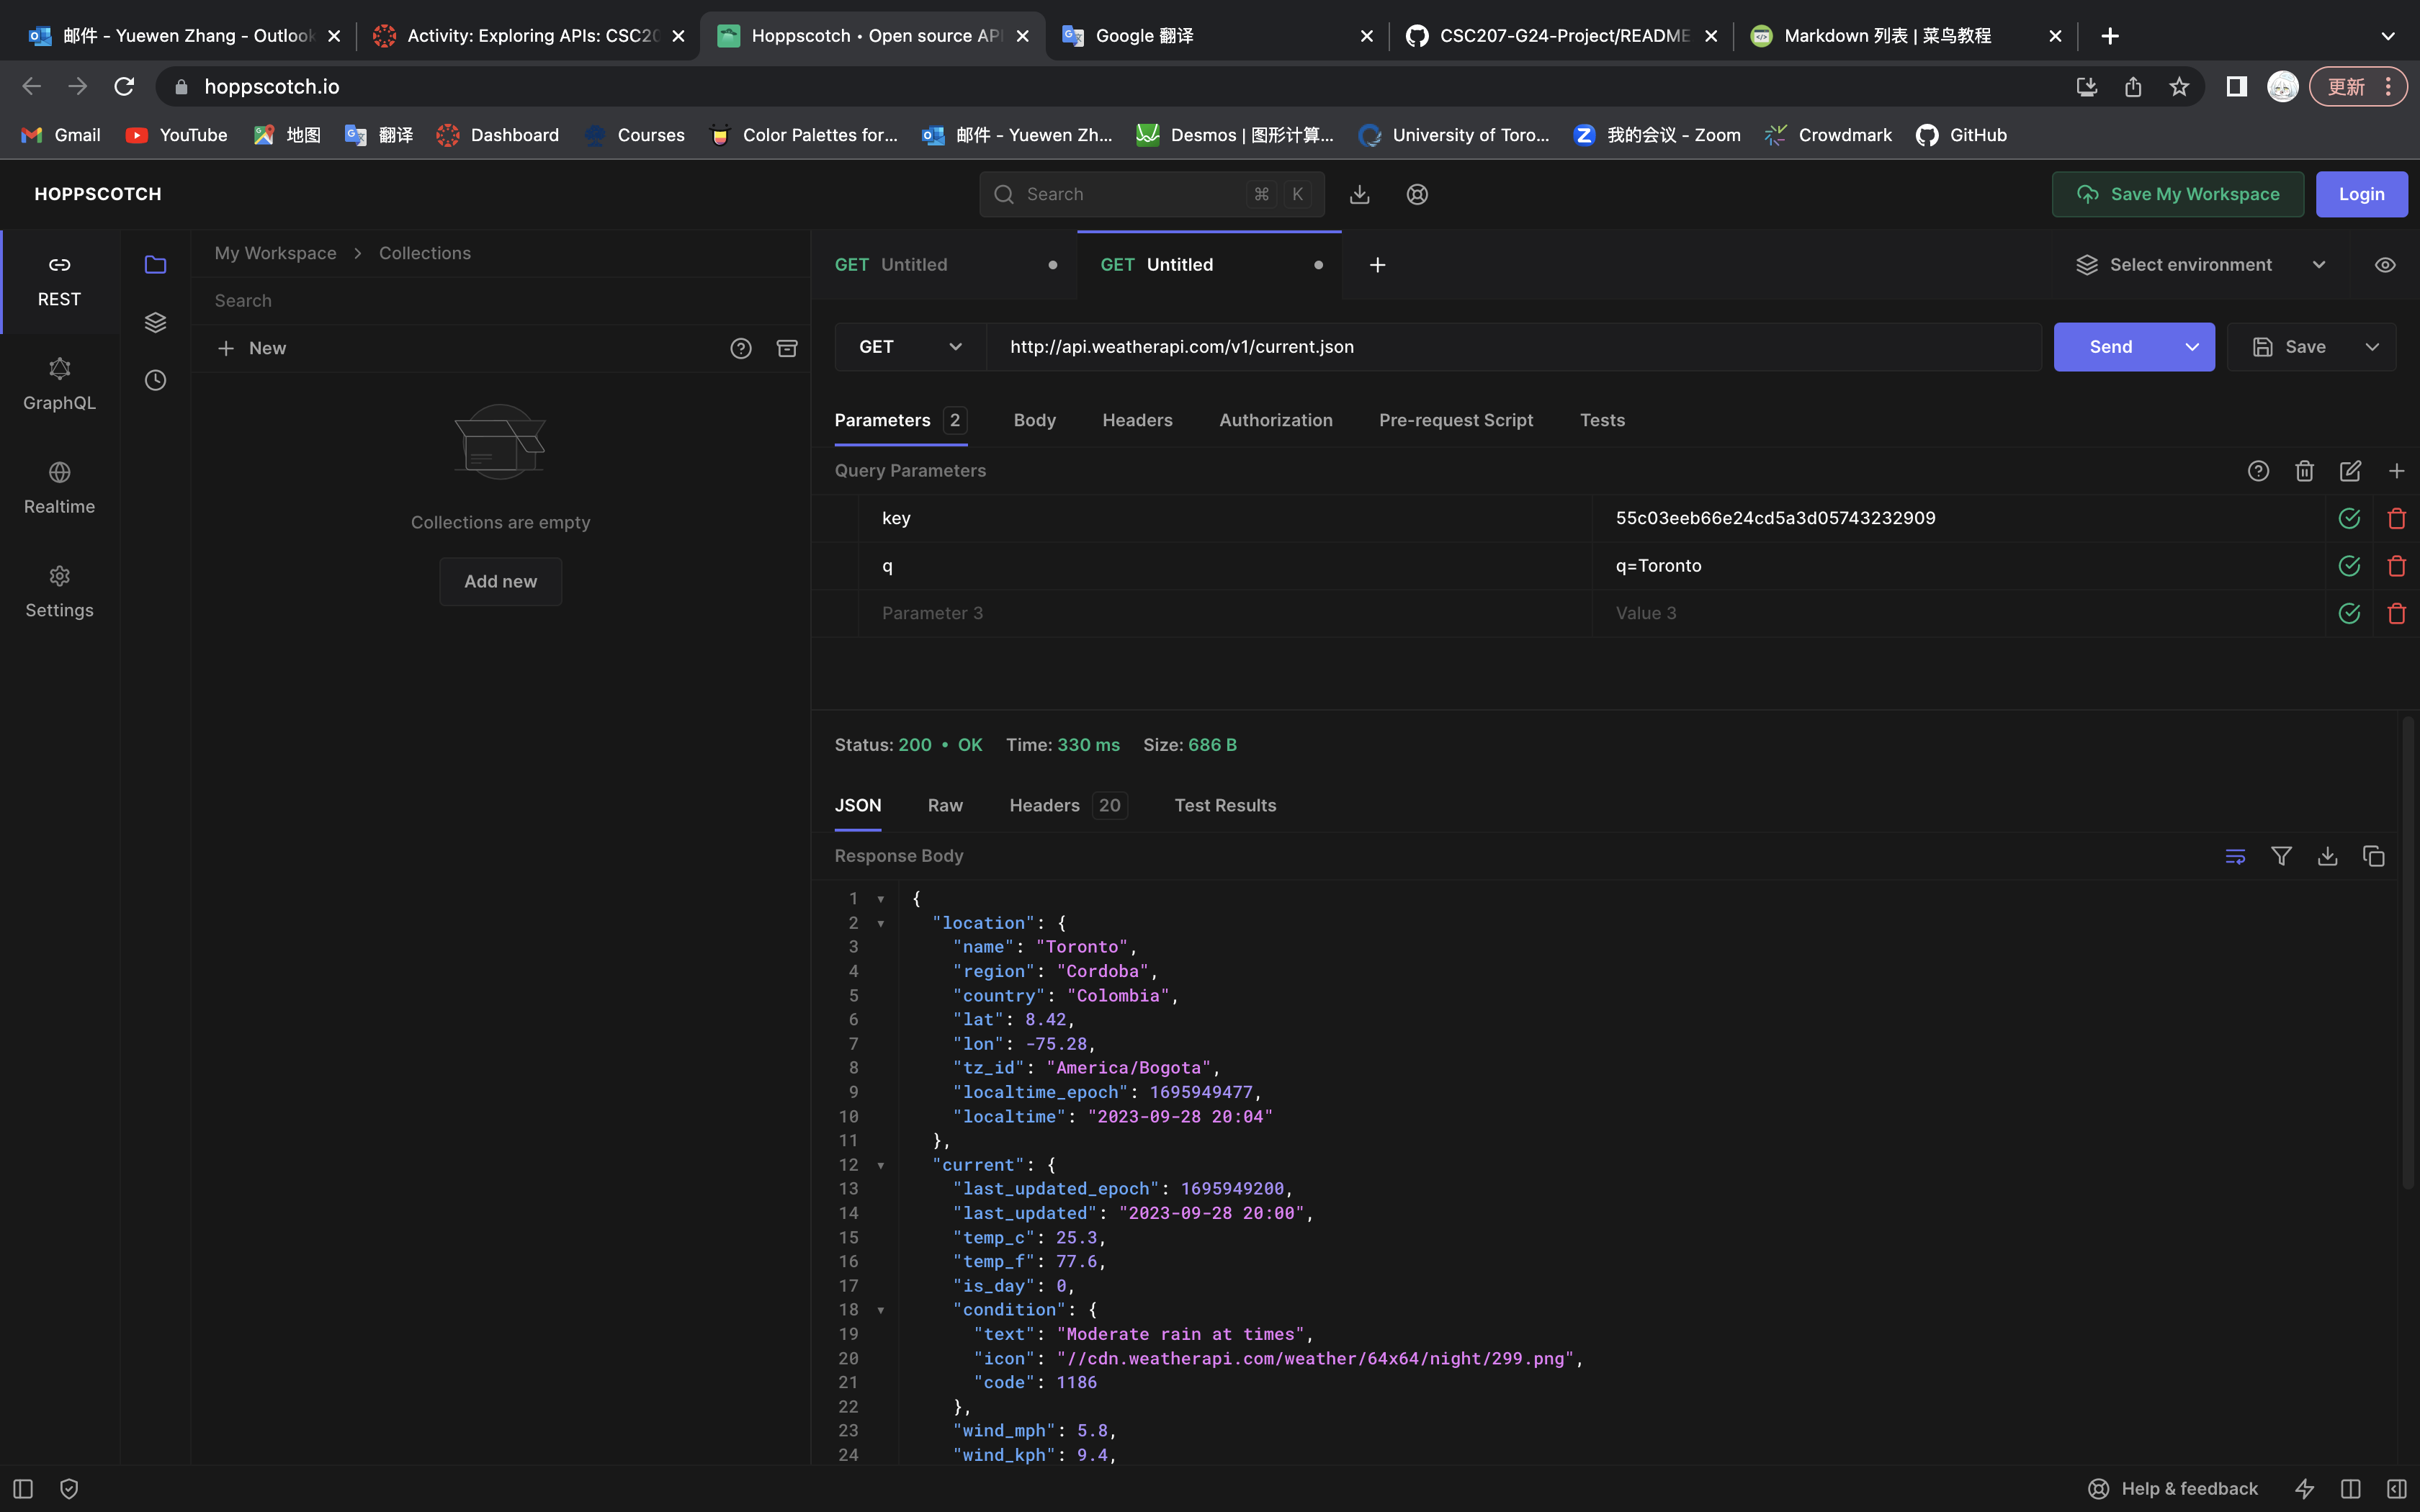 邮件 - Yuewen Zhang - Outlook
Activity: Exploring APIs: CSC20
Hoppscotch • Open source API
Google 翻译
CSC207-G24-Project/README
Markdown 列表 | 菜鸟教程
hoppscotch.io
更新
Gmail
YouTube
地图
翻译
Dashboard
Courses
Color Palettes for...
邮件 - Yuewen Zh...
Desmos | 图形计算...
University of Toro...
我的会议 - Zoom
Crowdmark
GitHub
HOPPSCOTCH
Search
⌘ K
Save My Workspace
Login
REST
GraphQL
Realtime
Settings
My Workspace > Collections
Search
+ New
Collections are empty
Add new
GET Untitled
GET Untitled
Select environment
GET
http://api.weatherapi.com/v1/current.json
Send
Save
Parameters 2
Body
Headers
Authorization
Pre-request Script
Tests
Query Parameters
key 55c03eeb66e24cd5a3d05743232909
q q=Toronto
Parameter 3 Value 3
Status: 200 • OK Time: 330 ms Size: 686 B
JSON
Raw
Headers 20
Test Results
Response Body
1 {
2 "location": {
3 "name": "Toronto",
4 "region": "Cordoba",
5 "country": "Colombia",
6 "lat": 8.42,
7 "lon": -75.28,
8 "tz_id": "America/Bogota",
9 "localtime_epoch": 1695949477,
10 "localtime": "2023-09-28 20:04"
11 },
12 "current": {
13 "last_updated_epoch": 1695949200,
14 "last_updated": "2023-09-28 20:00",
15 "temp_c": 25.3,
16 "temp_f": 77.6,
17 "is_day": 0,
18 "condition": {
19 "text": "Moderate rain at times",
20 "icon": "//cdn.weatherapi.com/weather/64x64/night/299.png",
21 "code": 1186
22 },
23 "wind_mph": 5.8,
24 "wind_kph": 9.4,
Help & feedback